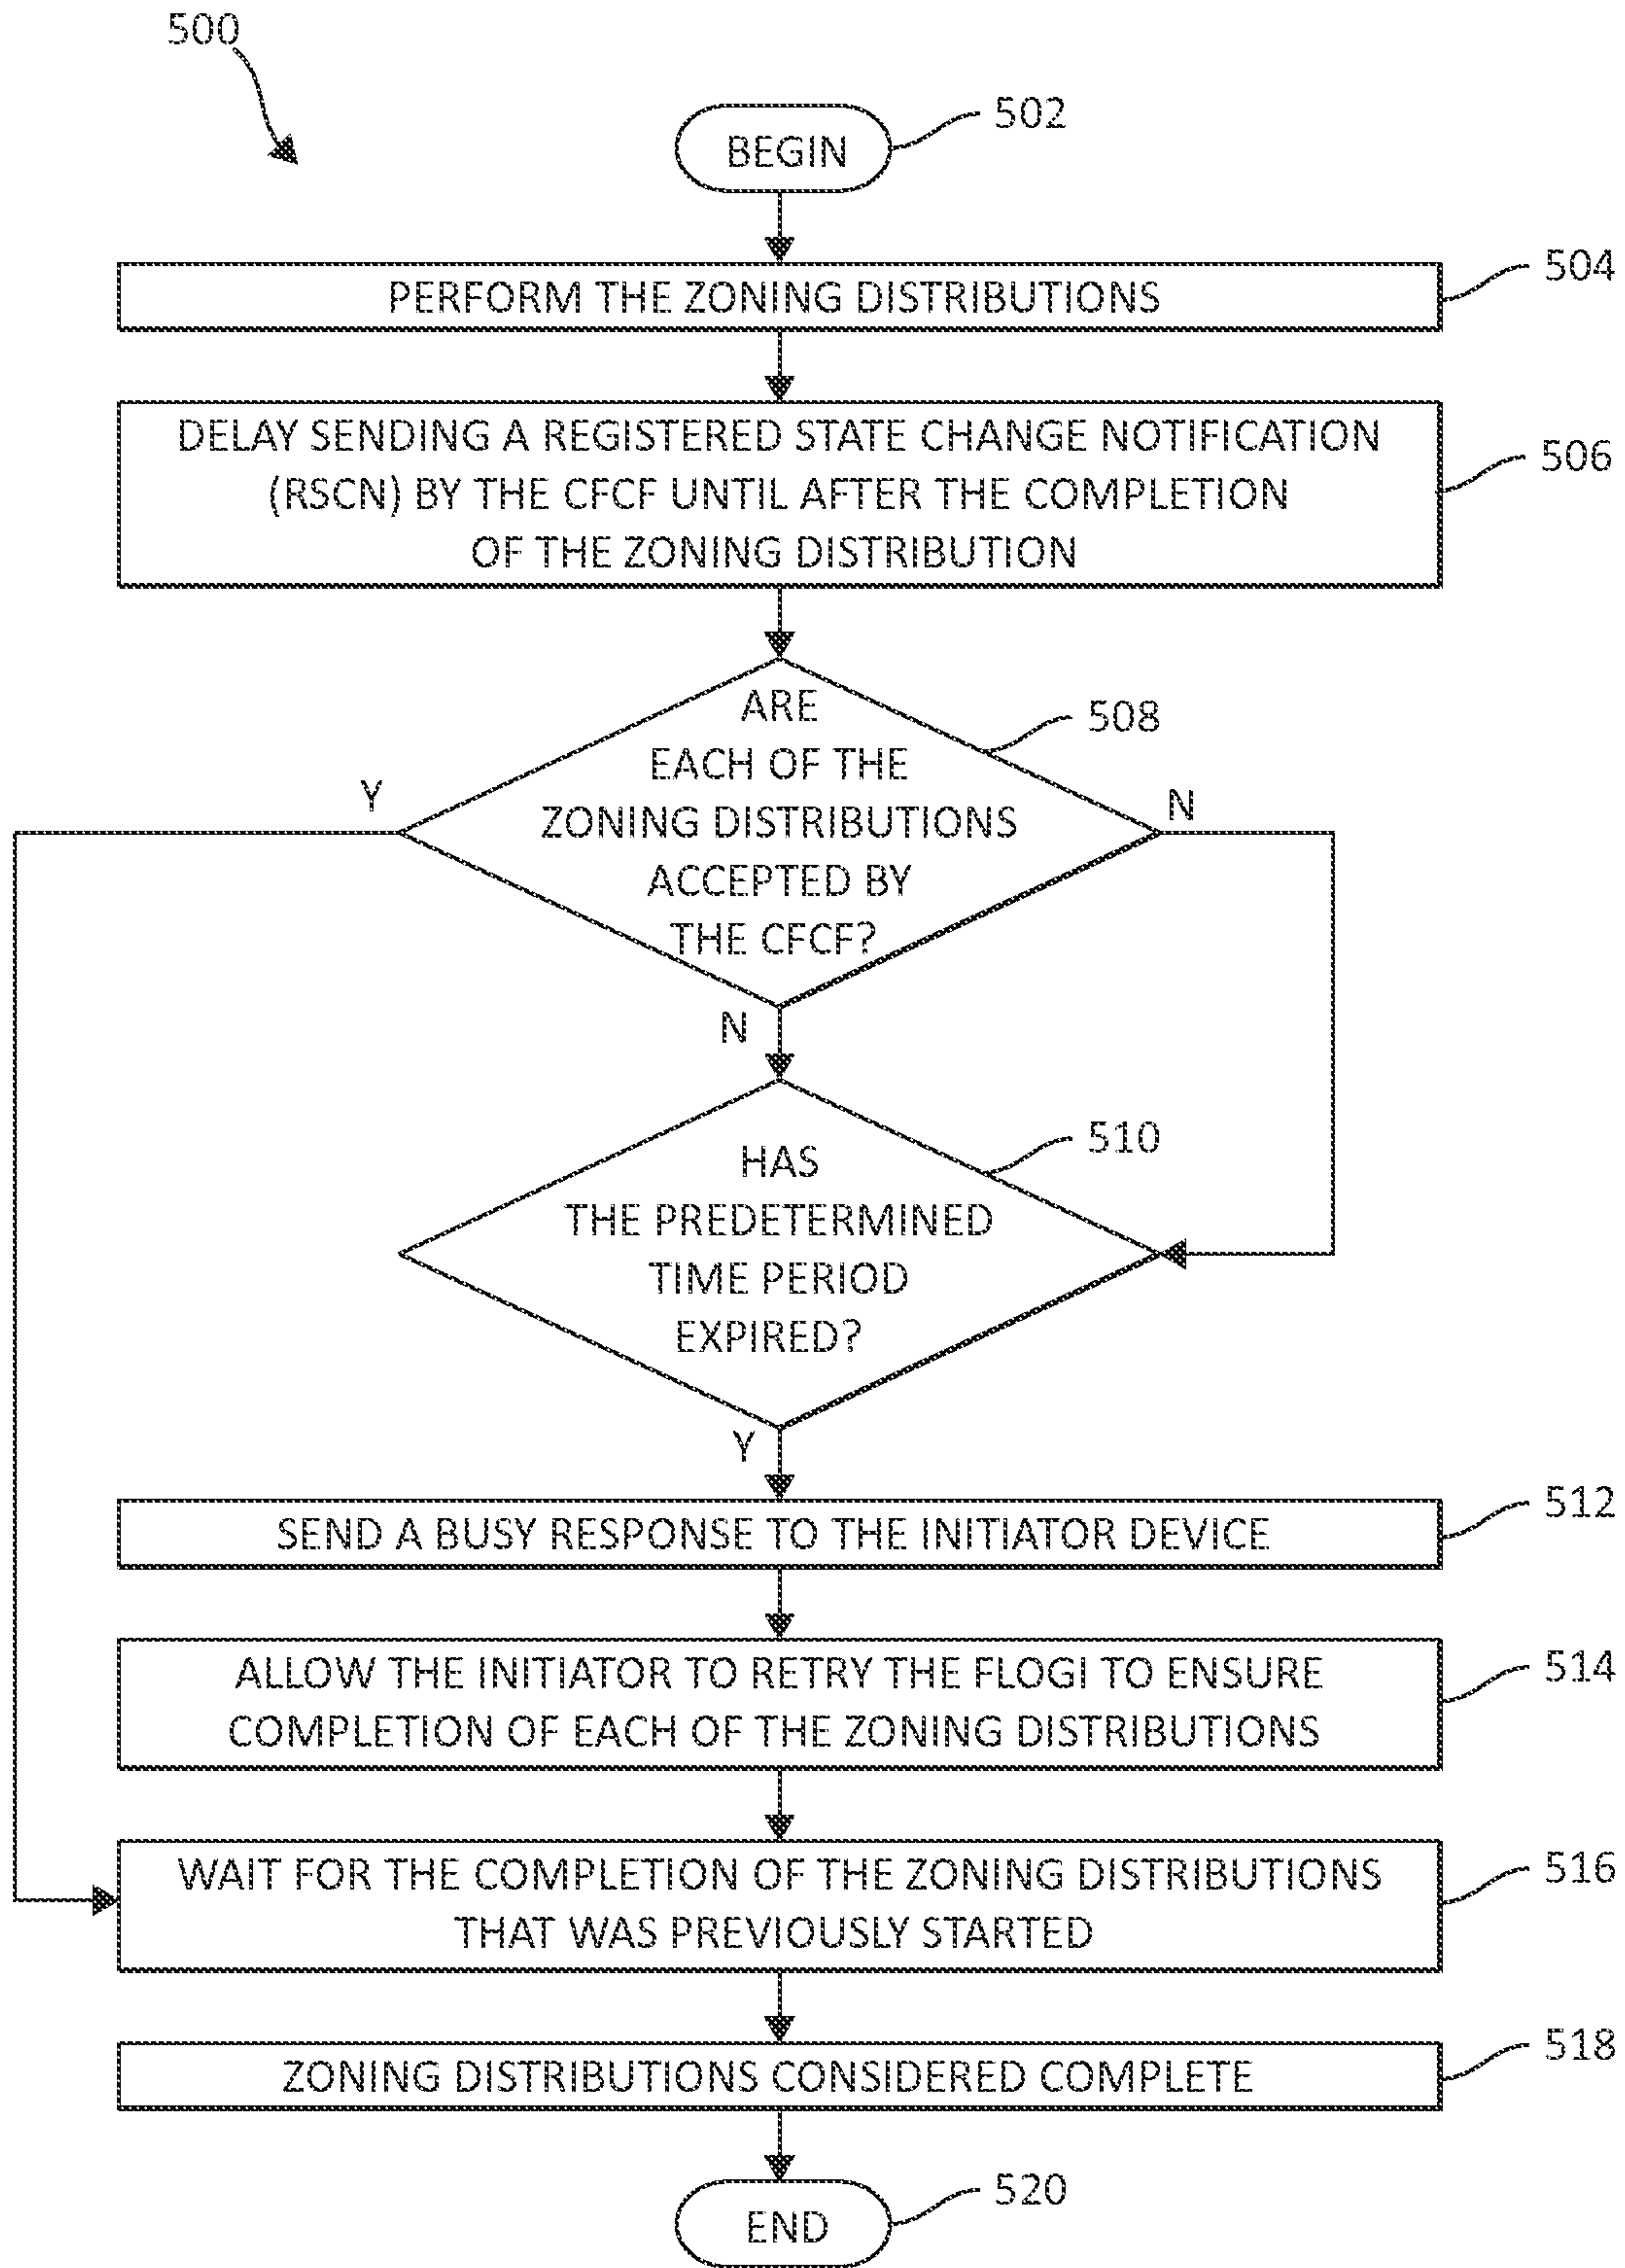 500
502
BEGIN
504
PERFORM THE ZONING DISTRIBUTIONS
DELAY SENDING A REGISTERED STATE CHANGE NOTIFICATION
(RSCN) BY THE CFCF UNTIL AFTER THE COMPLETION
OF THE ZONING DISTRIBUTION
506
ARE
EACH OF THE
ZONING DISTRIBUTIONS
ACCEPTED BY
THE CFCF?
508
Y
N
N
HAS
THE PREDETERMINED
TIME PERIOD
EXPIRED?
510
Y
512
SEND A BUSY RESPONSE TO THE INITIATOR DEVICE
ALLOW THE INITIATOR TO RETRY THE FLOGI TO ENSURE
COMPLETION OF EACH OF THE ZONING DISTRIBUTIONS
514
WAIT FOR THE COMPLETION OF THE ZONING DISTRIBUTIONS
THAT WAS PREVIOUSLY STARTED
516
518
ZONING DISTRIBUTIONS CONSIDERED COMPLETE
520
END